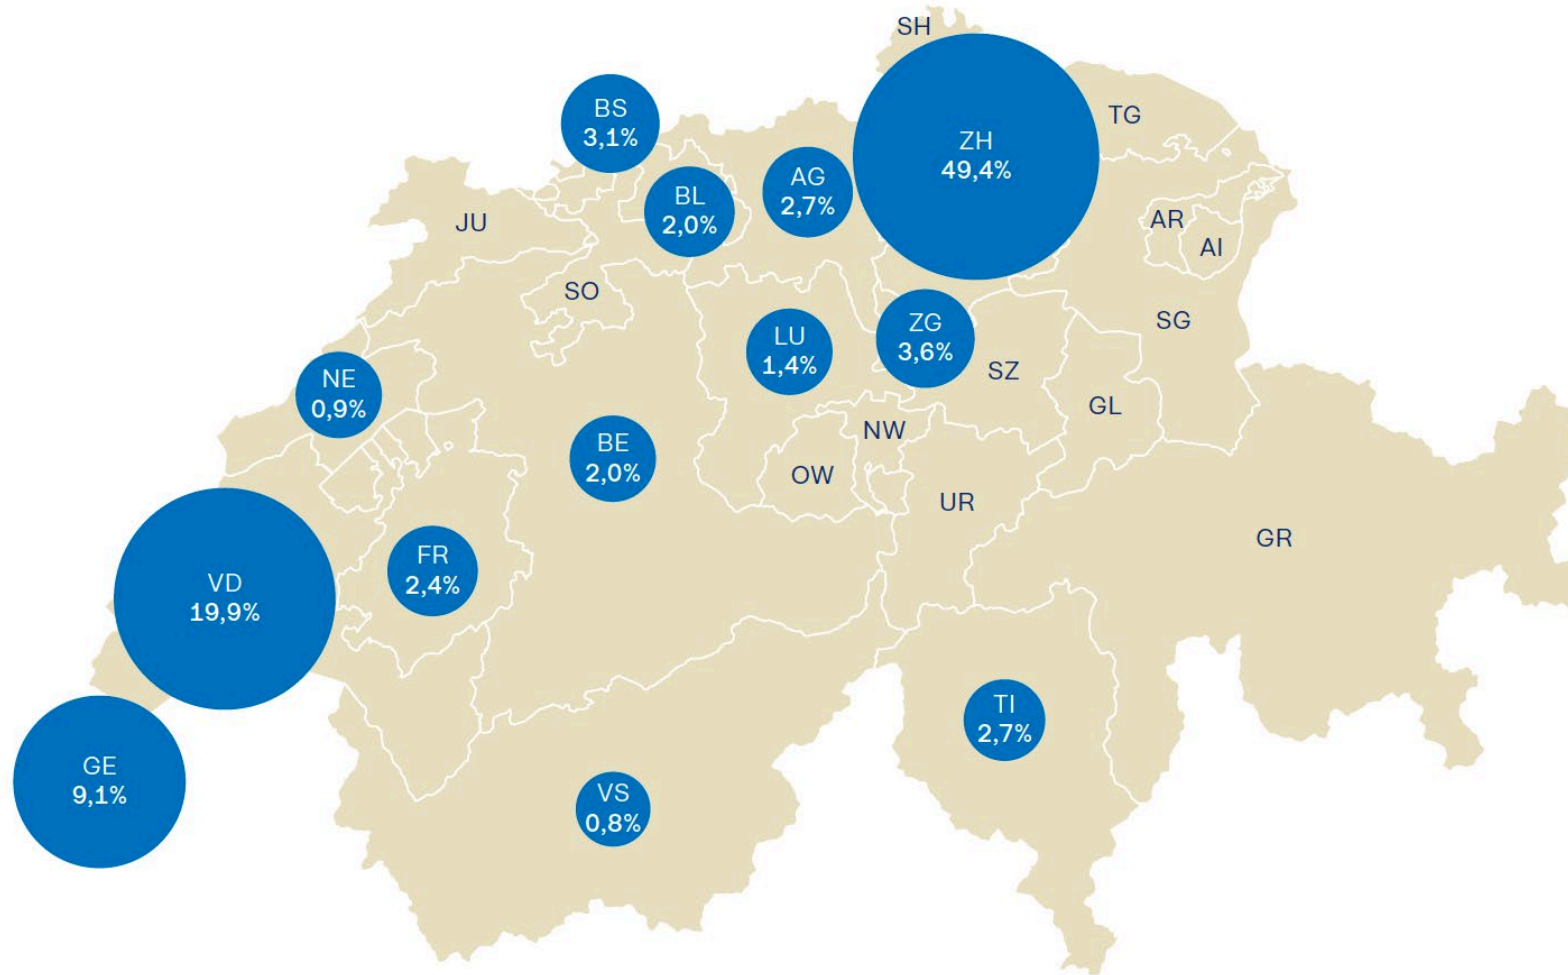 SH
BS
3,1%
TG
ZH
49,4%
AG
2,7%
BL
2,0%
JU
AR
AI
SO
SG
ZG
3,6%
LU
1,4%
SZ
NE
0,9%
GL
NW
BE
2,0%
OW
UR
GR
FR
2,4%
VD
19,9%
TI
2,7%
GE
9,1%
VS
0,8%